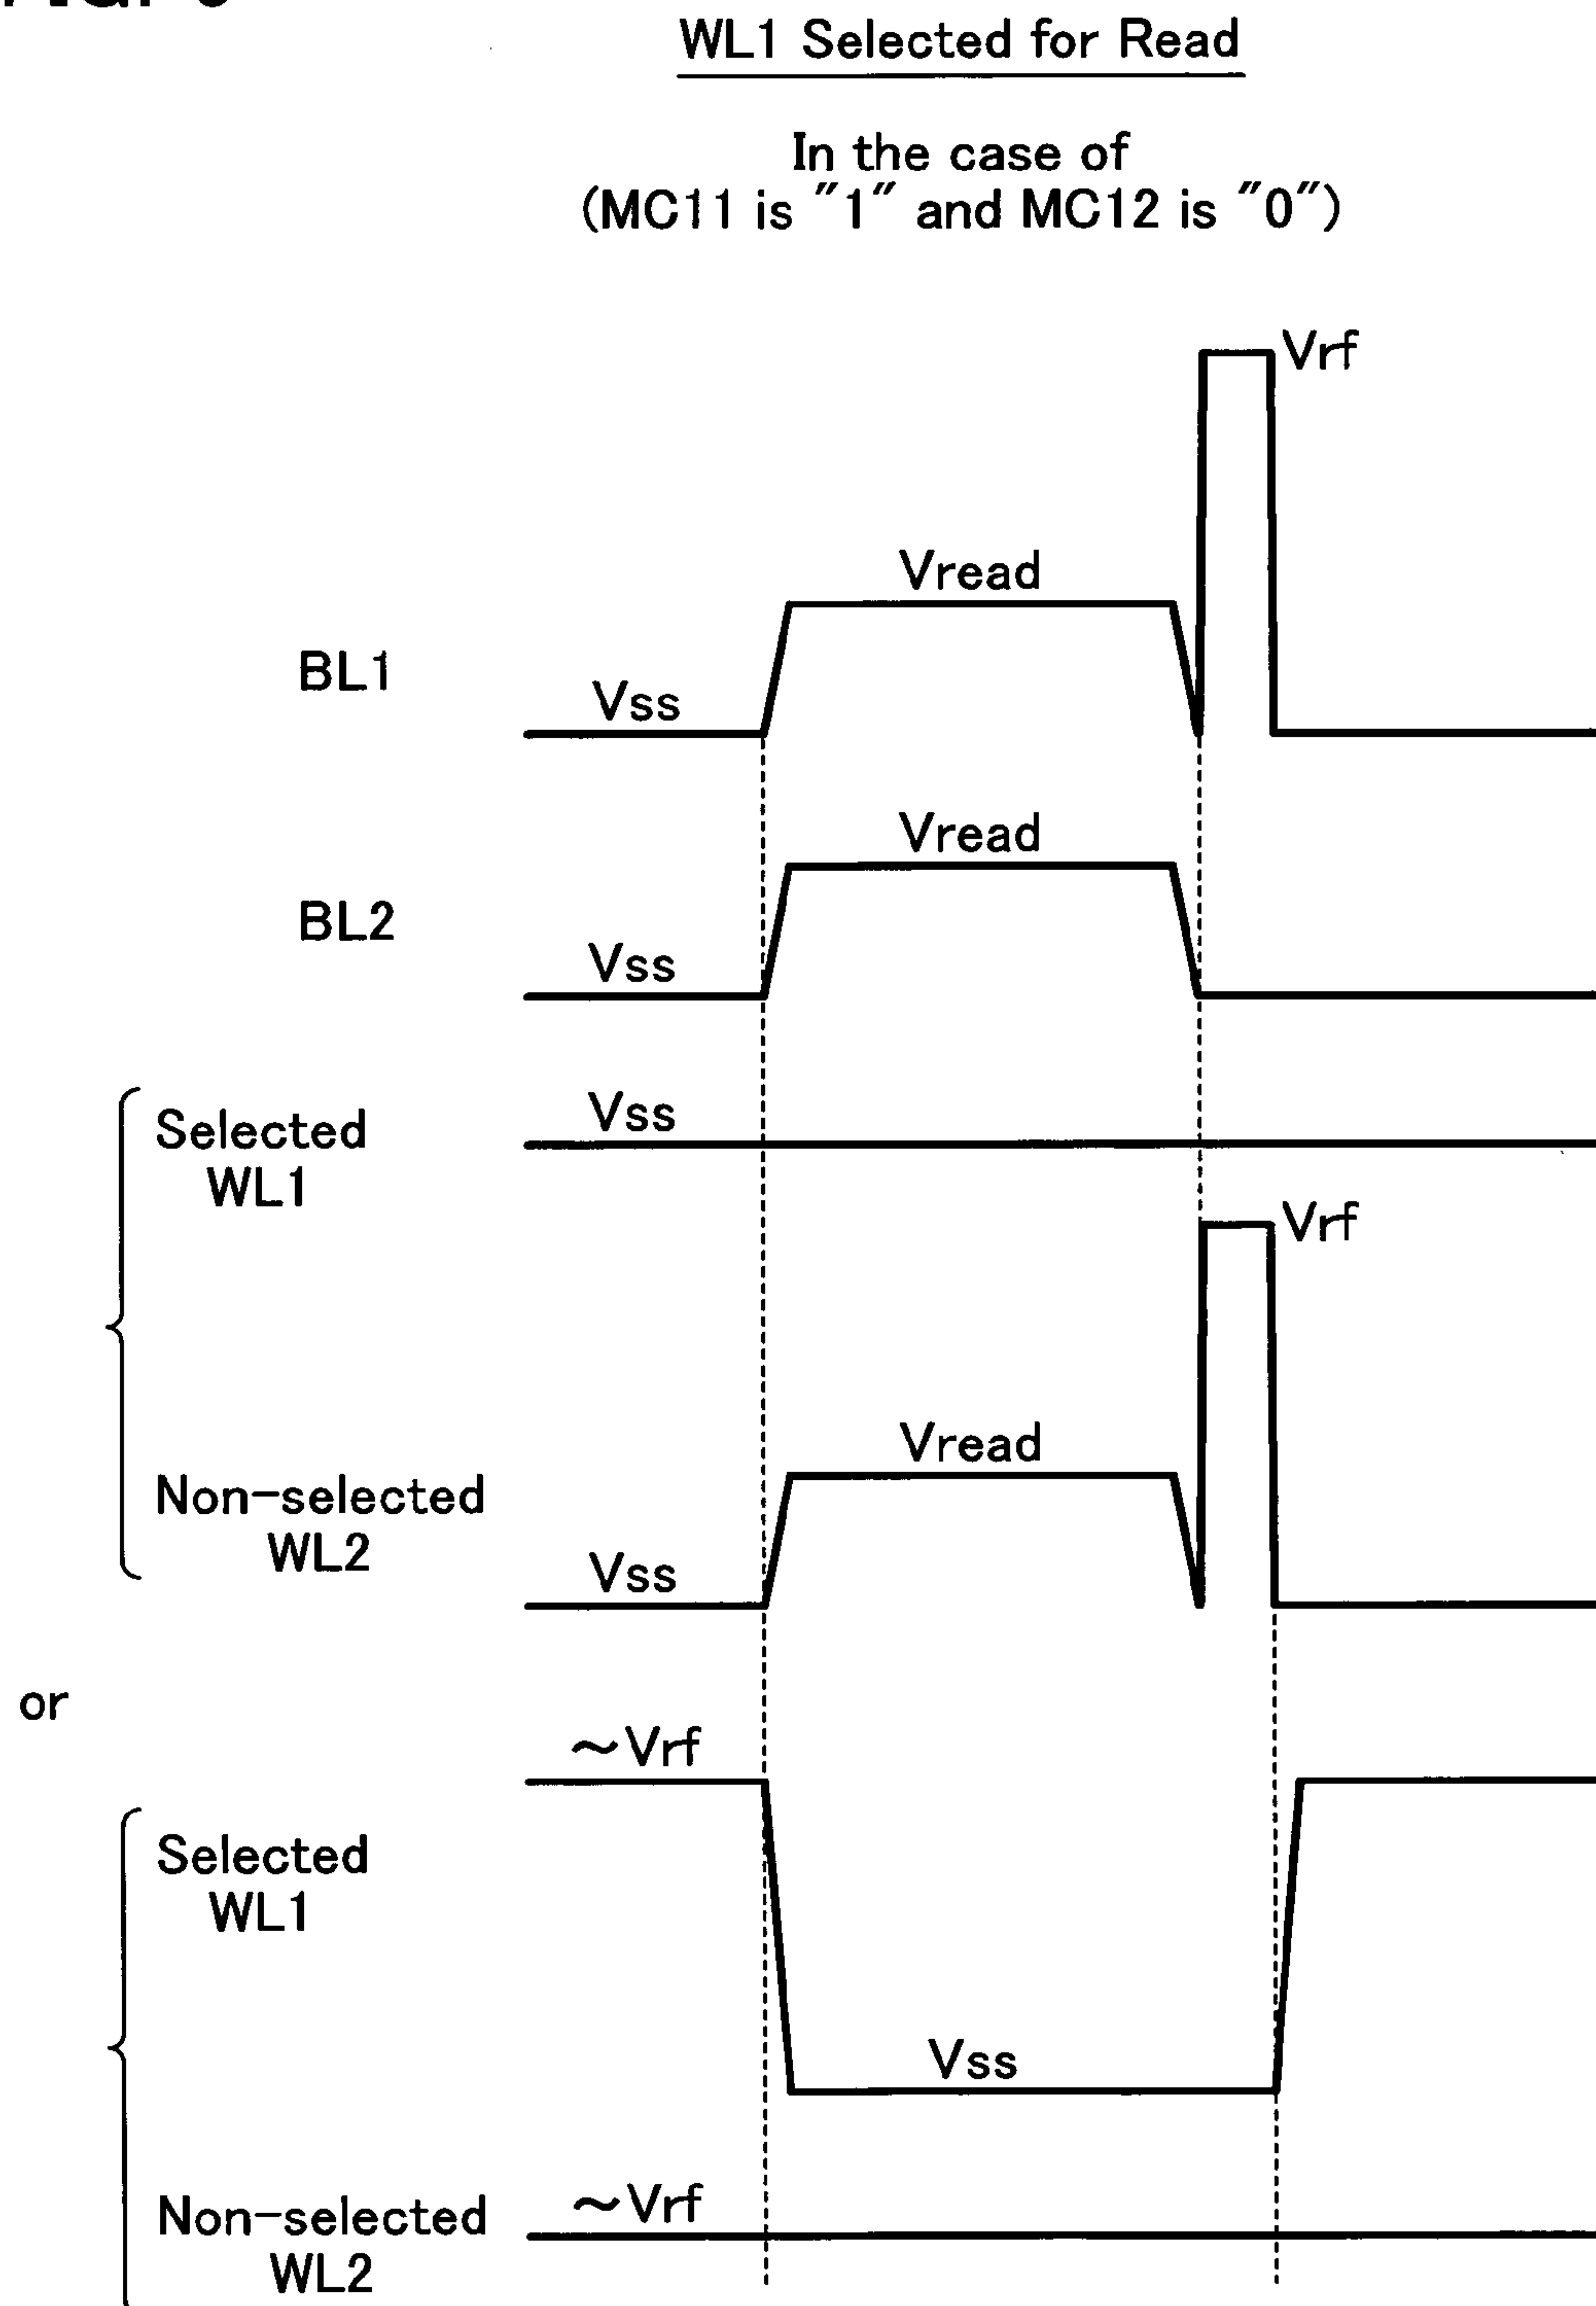 WL1 Selected for Read
In the case of
(MC11 is "1" and MC12 is "0")
Vrf
Vread
BL1
Vss
Vread
BL2
Vss
Selected
WL1
Vss
Vrf
Vread
Non-selected
WL2
Vss
or
~Vrf
Selected
WL1
Vss
Non-selected
WL2
~Vrf